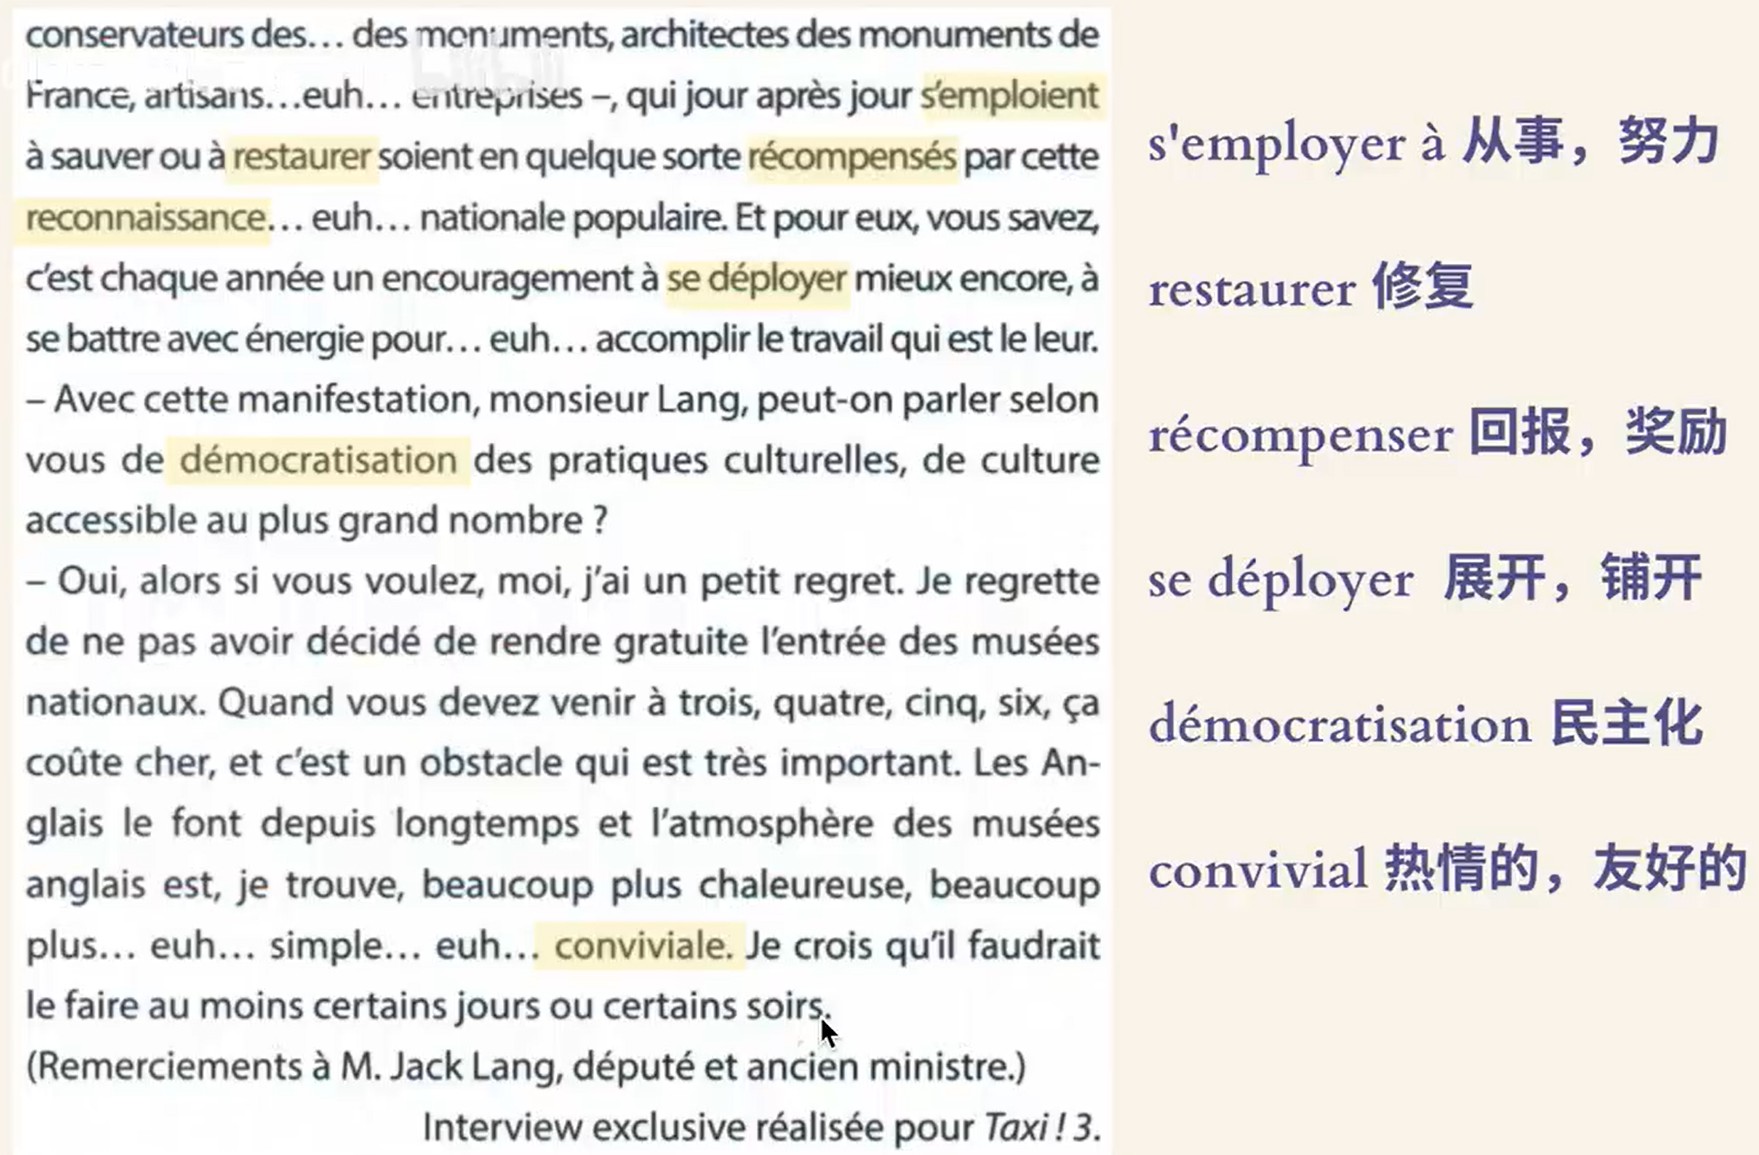 conservateurs des… des monuments, architectes des monuments de
France, artisans…euh… entreprises –, qui jour après jour s'emploient
à sauver ou à restaurer soient en quelque sorte récompensés par cette
reconnaissance… euh… nationale populaire. Et pour eux, vous savez,
c'est chaque année un encouragement à se déployer mieux encore, à
se battre avec énergie pour… euh… accomplir le travail qui est le leur.
– Avec cette manifestation, monsieur Lang, peut-on parler selon
vous de démocratisation des pratiques culturelles, de culture
accessible au plus grand nombre ?
– Oui, alors si vous voulez, moi, j'ai un petit regret. Je regrette
de ne pas avoir décidé de rendre gratuite l'entrée des musées
nationaux. Quand vous devez venir à trois, quatre, cinq, six, ça
coûte cher, et c'est un obstacle qui est très important. Les An-
glais le font depuis longtemps et l'atmosphère des musées
anglais est, je trouve, beaucoup plus chaleureuse, beaucoup
plus… euh… simple… euh… conviviale. Je crois qu'il faudrait
le faire au moins certains jours ou certains soirs.
(Remerciements à M. Jack Lang, député et ancien ministre.)
Interview exclusive réalisée pour Taxi ! 3.
s'employer à 从事，努力
restaurer 修复
récompenser 回报，奖励
se déployer 展开，铺开
démocratisation 民主化
convivial 热情的，友好的